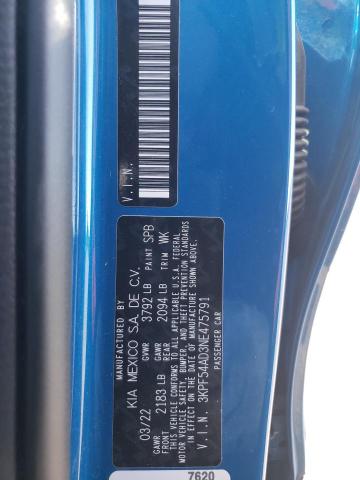 V.I.N.
MANUFACTURED BY
KIA MEXICO S.A. DE C.V.
03/22 GVWR 3792 LB PAINT SPB
GAWR FRONT 2183 LB GAWR REAR 2094 LB TRIM WK
THIS VEHICLE CONFORMS TO ALL APPLICABLE U.S.A. FEDERAL
MOTOR VEHICLE SAFETY, BUMPER, AND THEFT PREVENTION STANDARDS
IN EFFECT ON THE DATE OF MANUFACTURE SHOWN ABOVE.
V.I.N. 3KPF54AD3NE475791
PASSENGER CAR
7620